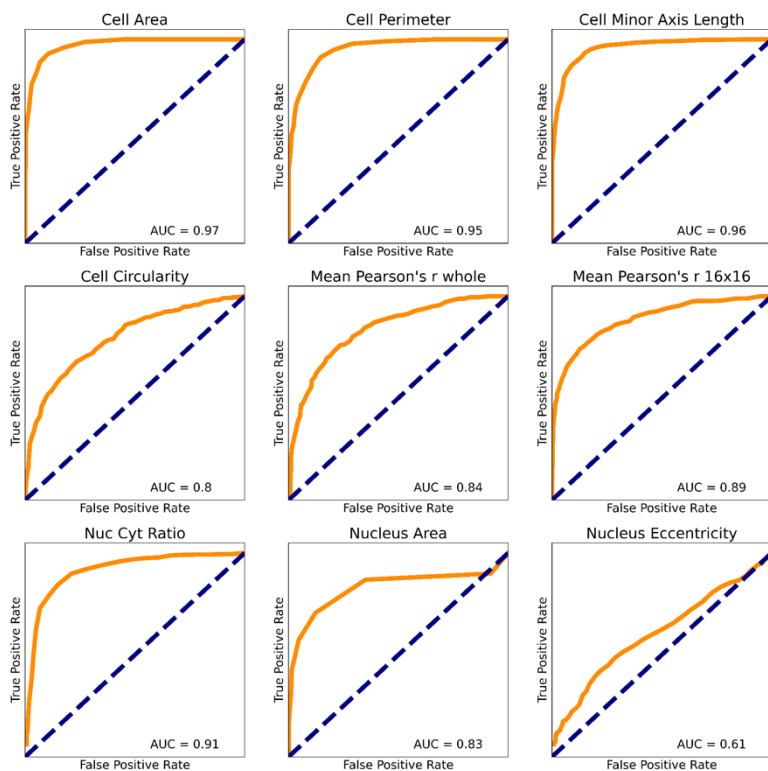 Cell Area
True Positive Rate
AUC = 0.97
False Positive Rate
Cell Perimeter
True Positive Rate
AUC = 0.95
False Positive Rate
Cell Minor Axis Length
True Positive Rate
AUC = 0.96
False Positive Rate
Cell Circularity
True Positive Rate
AUC = 0.8
False Positive Rate
Mean Pearson's r whole
True Positive Rate
AUC = 0.84
False Positive Rate
Mean Pearson's r 16x16
True Positive Rate
AUC = 0.89
False Positive Rate
Nuc Cyt Ratio
True Positive Rate
AUC = 0.91
False Positive Rate
Nucleus Area
True Positive Rate
AUC = 0.83
False Positive Rate
Nucleus Eccentricity
True Positive Rate
AUC = 0.61
False Positive Rate